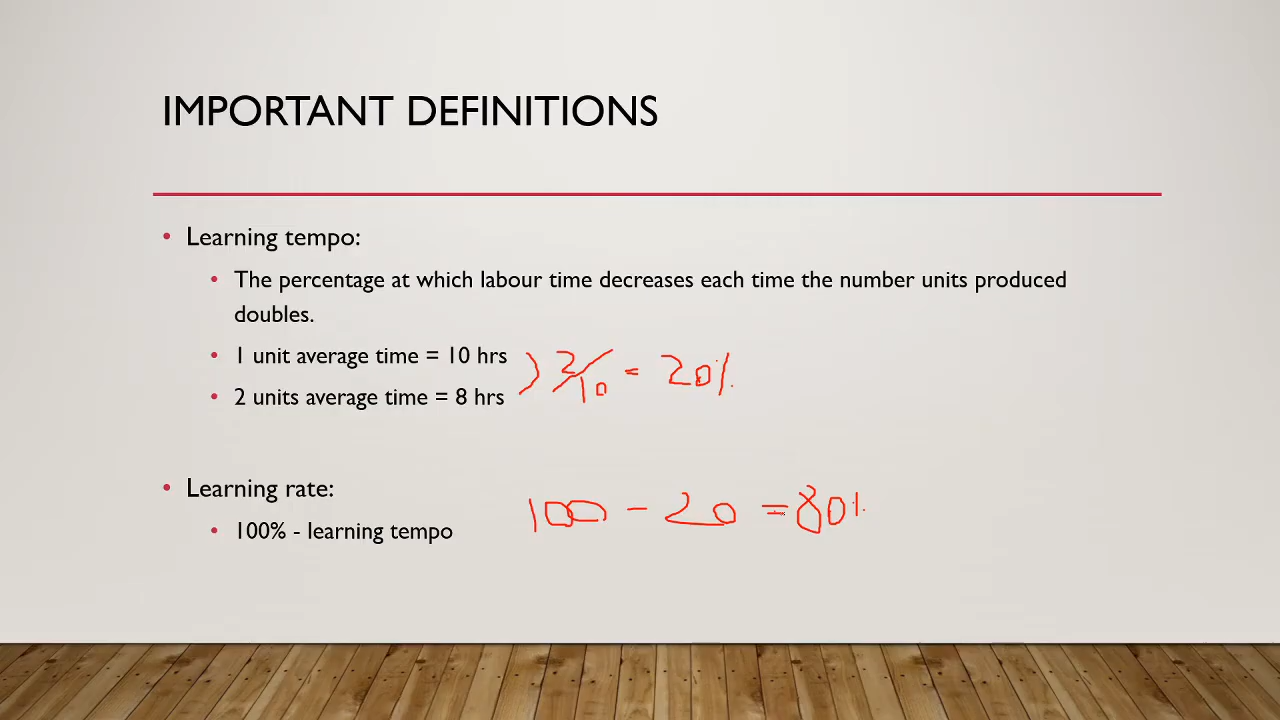 IMPORTANT DEFINITIONS
• Learning tempo:
• The percentage at which labour time decreases each time the number units produced
doubles.
• 1 unit average time = 10 hrs
) 2/10 = 20%
• 2 units average time = 8 hrs
• Learning rate:
100 - 20 = 80%
• 100% - learning tempo